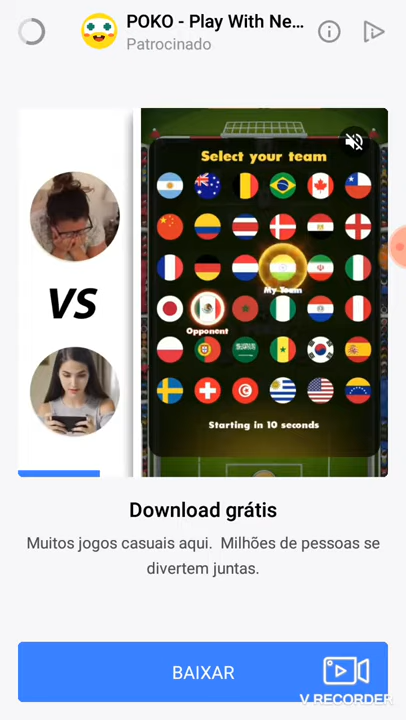 POKO - Play With Ne...
Patrocinado
Select your team
VS
My Team
Opponent
Starting in 10 seconds
Download grátis
Muitos jogos casuais aqui. Milhões de pessoas se
divertem juntas.
BAIXAR
V RECORDER